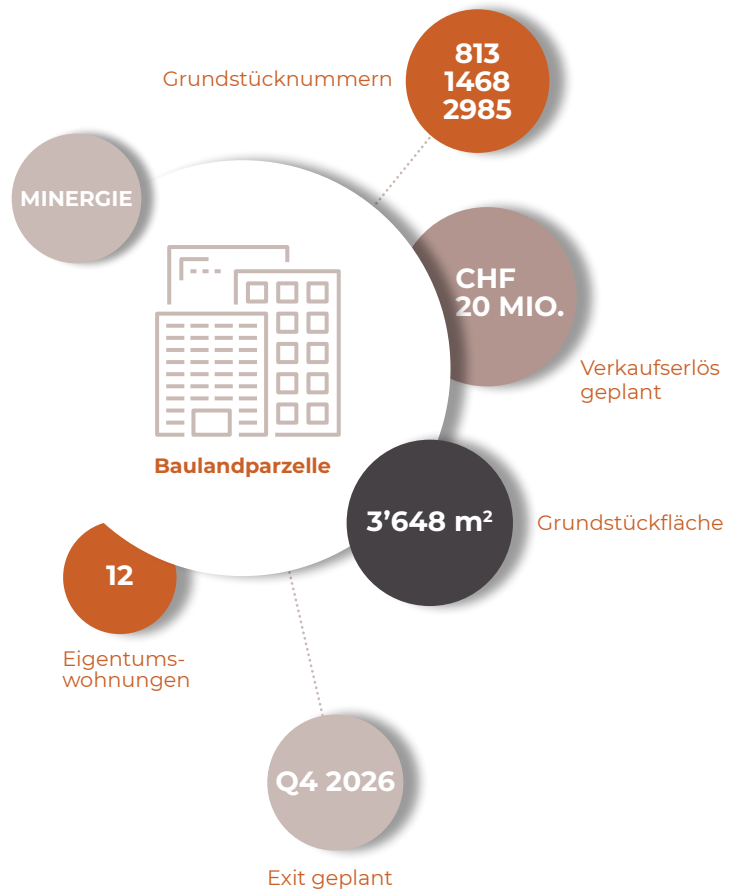 813
1468
2985
Grundstücknummern
MINERGIE
CHF
20 MIO.
Verkaufserlös
geplant
Baulandparzelle
3’648 m²
Grundstückfläche
12
Eigentums-
wohnungen
Q4 2026
Exit geplant